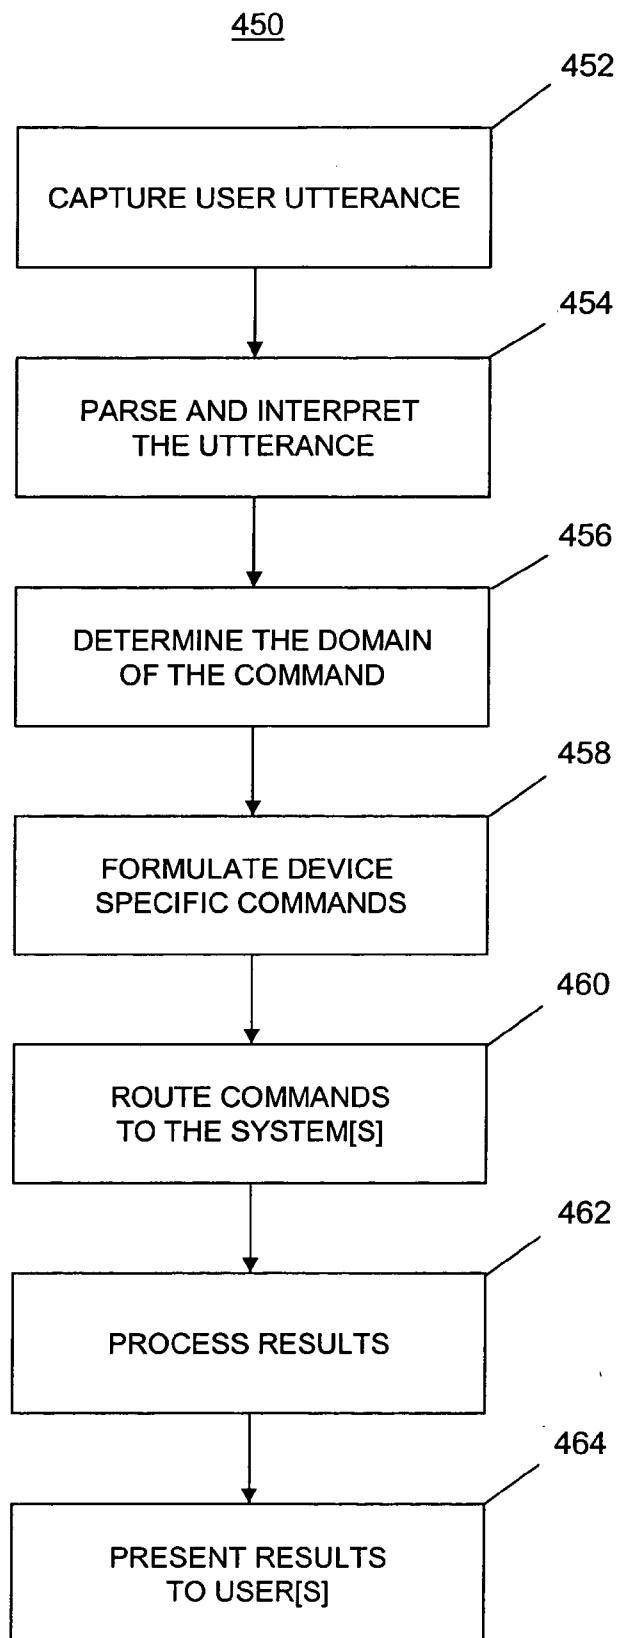 450
452
CAPTURE USER UTTERANCE
454
PARSE AND INTERPRET
THE UTTERANCE
456
DETERMINE THE DOMAIN
OF THE COMMAND
458
FORMULATE DEVICE
SPECIFIC COMMANDS
460
ROUTE COMMANDS
TO THE SYSTEM[S]
462
PROCESS RESULTS
464
PRESENT RESULTS
TO USER[S]